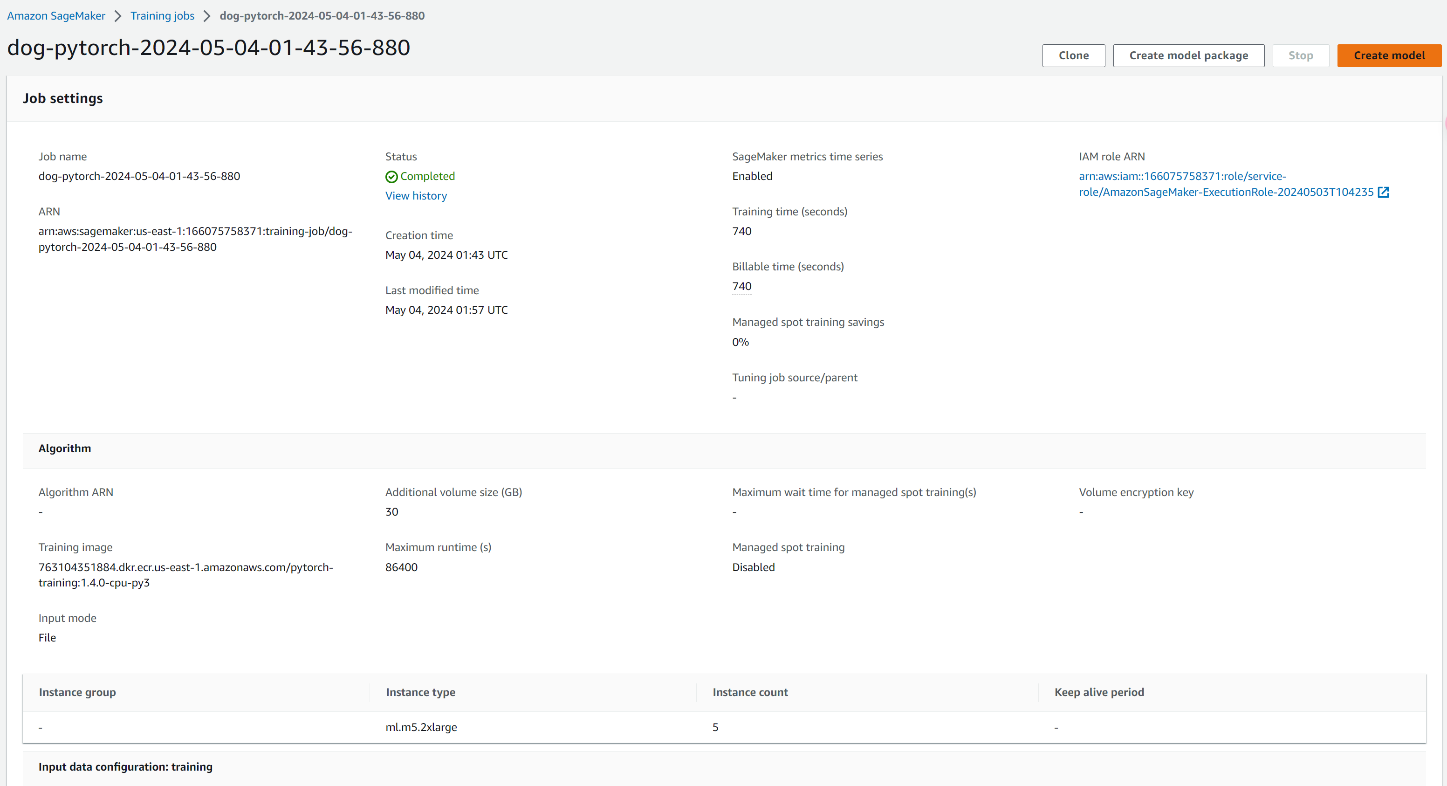 Amazon SageMaker > Training jobs > dog-pytorch-2024-05-04-01-43-56-880
dog-pytorch-2024-05-04-01-43-56-880
Clone
Create model package
Stop
Create model
Job settings
Job name
dog-pytorch-2024-05-04-01-43-56-880
ARN
arn:aws:sagemaker:us-east-1:166075758371:training-job/dog-
pytorch-2024-05-04-01-43-56-880
Status
Completed
View history
Creation time
May 04, 2024 01:43 UTC
Last modified time
May 04, 2024 01:57 UTC
SageMaker metrics time series
Enabled
Training time (seconds)
740
Billable time (seconds)
740
Managed spot training savings
0%
Tuning job source/parent
-
IAM role ARN
arn:aws:iam::166075758371:role/service-
role/AmazonSageMaker-ExecutionRole-20240503T104235
Algorithm
Algorithm ARN
-
Training image
763104351884.dkr.ecr.us-east-1.amazonaws.com/pytorch-
training:1.4.0-cpu-py3
Input mode
File
Additional volume size (GB)
30
Maximum runtime (s)
86400
Maximum wait time for managed spot training(s)
-
Managed spot training
Disabled
Volume encryption key
-
Instance group
Instance type
Instance count
Keep alive period
-
ml.m5.2xlarge
5
-
Input data configuration: training